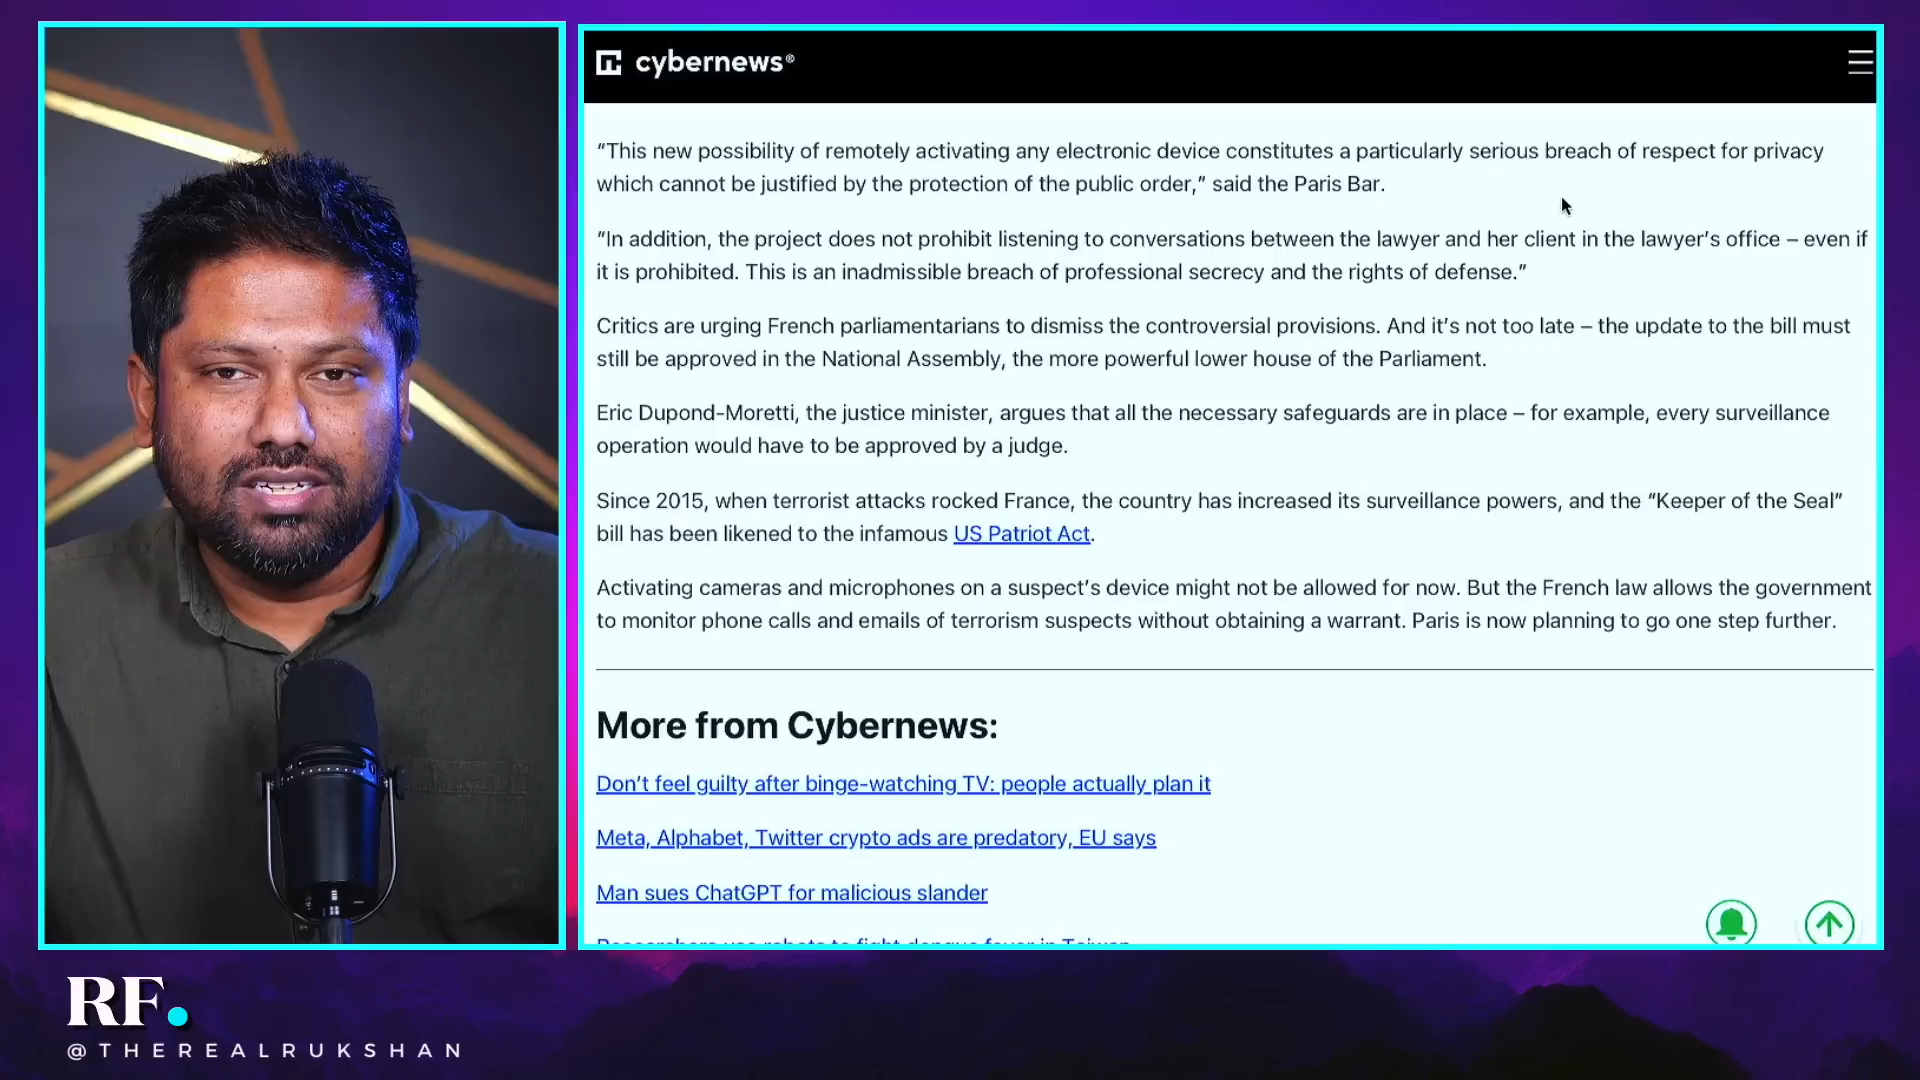 cybernews®
“This new possibility of remotely activating any electronic device constitutes a particularly serious breach of respect for privacy
which cannot be justified by the protection of the public order,” said the Paris Bar.
“In addition, the project does not prohibit listening to conversations between the lawyer and her client in the lawyer’s office – even if
it is prohibited. This is an inadmissible breach of professional secrecy and the rights of defense.”
Critics are urging French parliamentarians to dismiss the controversial provisions. And it’s not too late – the update to the bill must
still be approved in the National Assembly, the more powerful lower house of the Parliament.
Eric Dupond-Moretti, the justice minister, argues that all the necessary safeguards are in place – for example, every surveillance
operation would have to be approved by a judge.
Since 2015, when terrorist attacks rocked France, the country has increased its surveillance powers, and the “Keeper of the Seal”
bill has been likened to the infamous US Patriot Act.
Activating cameras and microphones on a suspect’s device might not be allowed for now. But the French law allows the government
to monitor phone calls and emails of terrorism suspects without obtaining a warrant. Paris is now planning to go one step further.
More from Cybernews:
Don’t feel guilty after binge-watching TV: people actually plan it
Meta, Alphabet, Twitter crypto ads are predatory, EU says
Man sues ChatGPT for malicious slander
Researchers use robots to fight dengue fever in Taiwan
RF.
@THEREALRUKSHAN